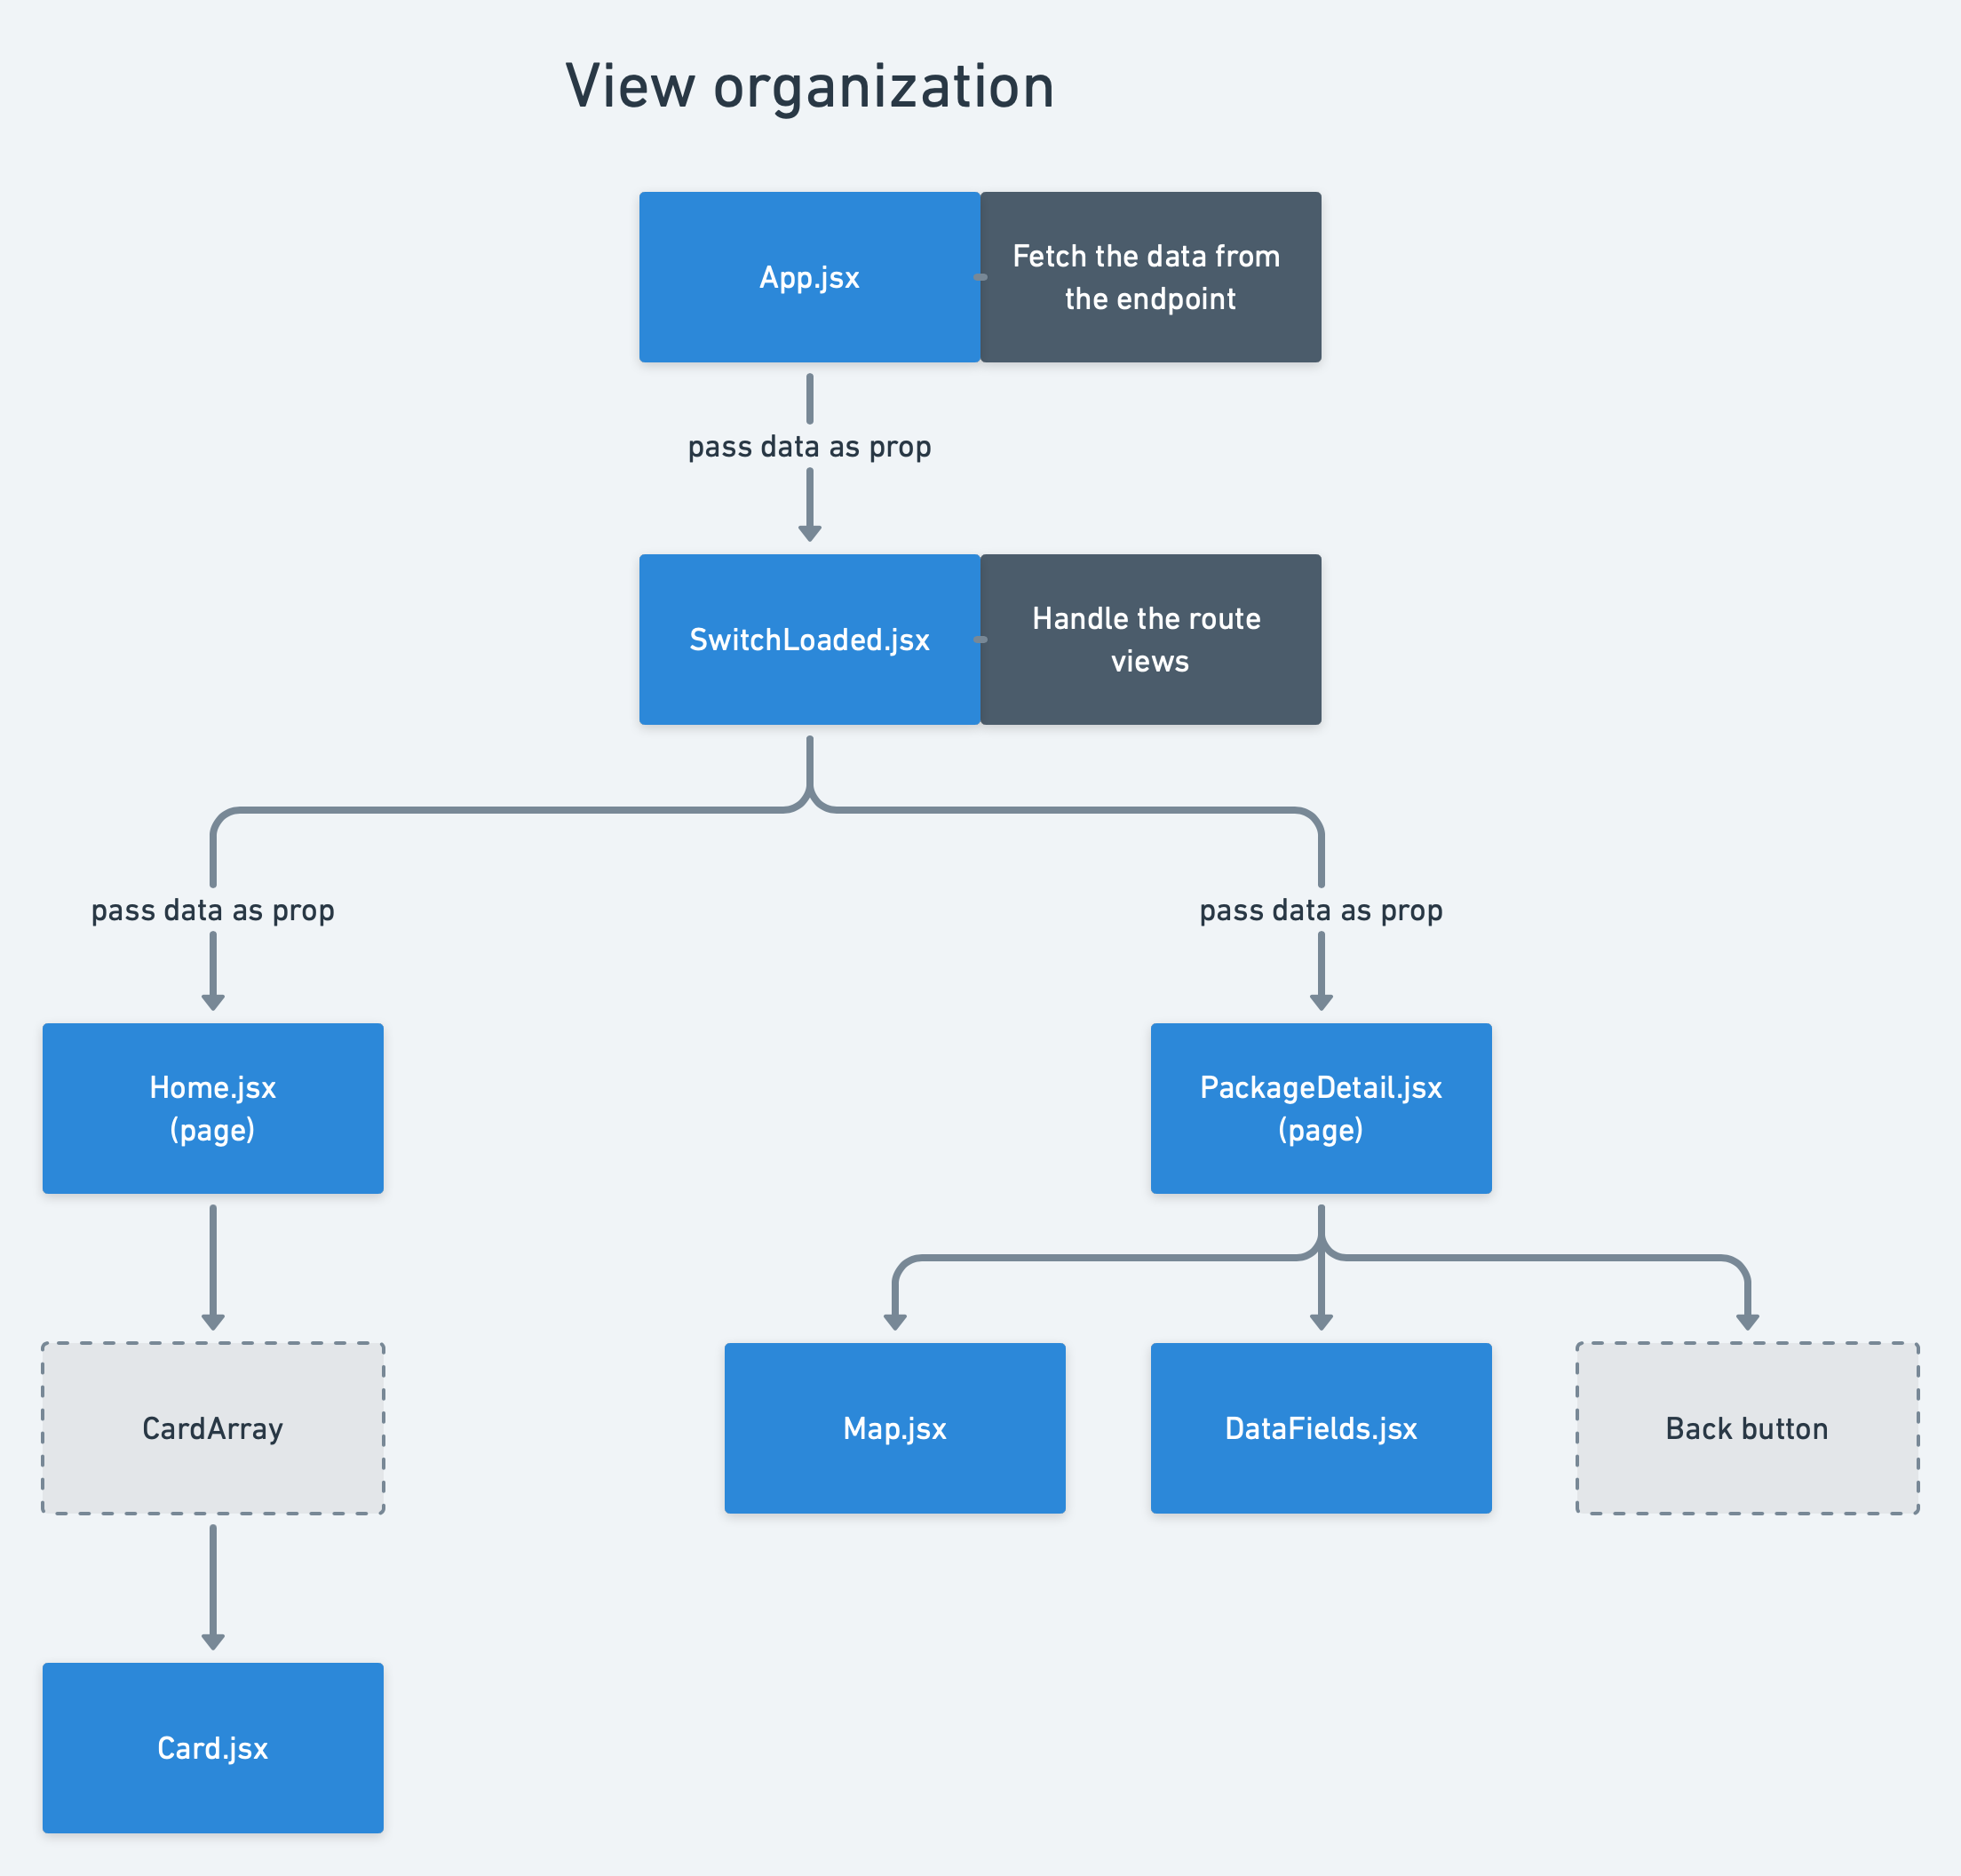 View organization
App.jsx
Fetch the data from
the endpoint
pass data as prop
SwitchLoaded.jsx
Handle the route
views
pass data as prop
pass data as prop
Home.jsx
(page)
PackageDetail.jsx
(page)
CardArray
Map.jsx
DataFields.jsx
Back button
Card.jsx